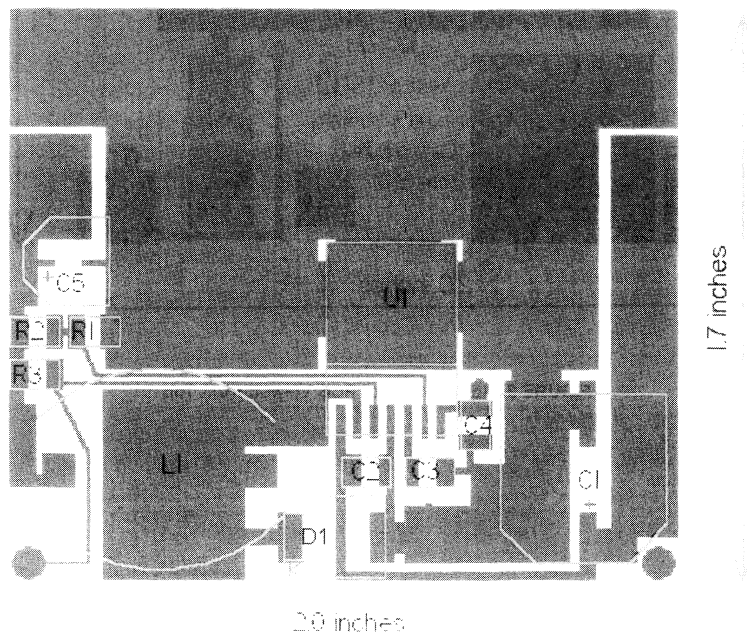 C5
U1
1.7 inches
R2 R1
R3
C4
L1
C2 C3
C1
+
D1
2.0 inches